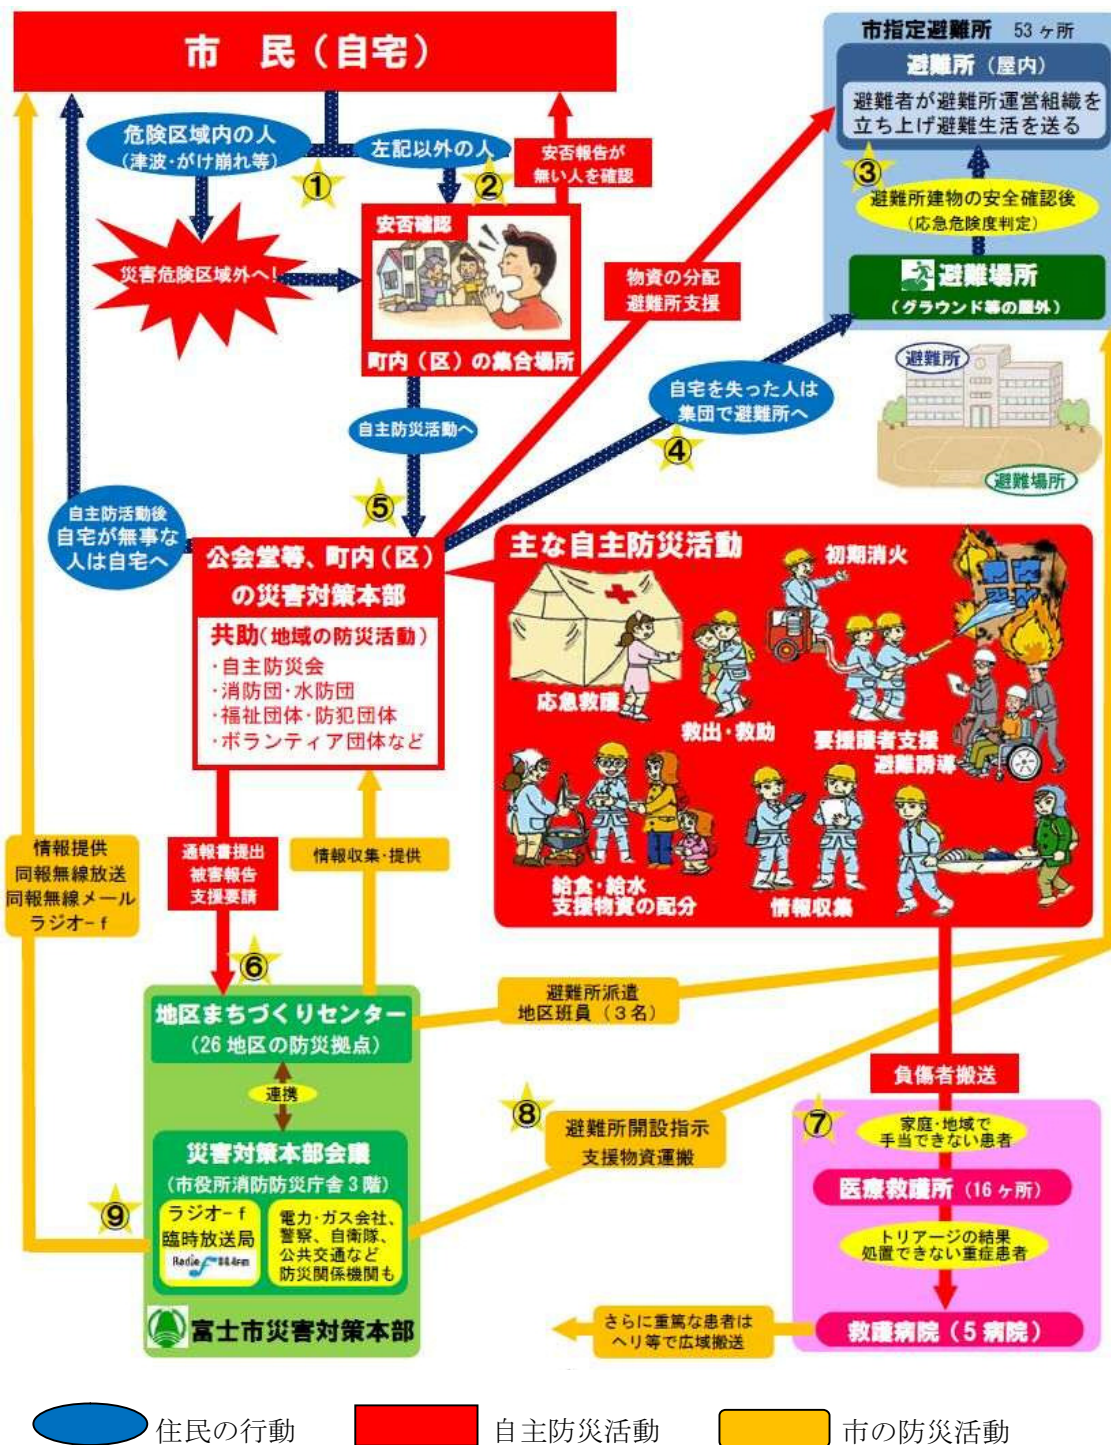 市 民（自宅）
危険区域内の人
（津波・がけ崩れ等）
①
左記以外の人
②
安否報告が
無い人を確認
災害危険区域外へ!
安否確認
町内（区）の集合場所
市指定避難所 53ヶ所
避難所（屋内）
避難者が避難所運営組織を
立ち上げ避難生活を送る
③
避難所建物の安全確認後
（応急危険度判定）
避難場所
（グラウンド等の屋外）
避難所
避難場所
物資の分配
避難所支援
自宅を失った人は
集団で避難所へ
④
自主防災活動へ
⑤
自主防活動後
自宅が無事な
人は自宅へ
公会堂等、町内（区）
の災害対策本部
共助（地域の防災活動）
・自主防災会
・消防団・水防団
・福祉団体・防犯団体
・ボランティア団体など
主な自主防災活動
初期消火
応急救護
救出・救助
要援護者支援
避難誘導
給食・給水
支援物資の配分
情報収集
情報提供
同報無線放送
同報無線メール
ラジオ-f
通報書提出
被害報告
支援要請
情報収集・提供
⑥
地区まちづくりセンター
（26地区の防災拠点）
連携
災害対策本部会議
（市役所消防防災庁舎3階）
ラジオ-f
臨時放送局
Radio f 84.4fm
電力・ガス会社、
警察、自衛隊、
公共交通など
防災関係機関も
富士市災害対策本部
⑨
避難所派遣
地区班員（3名）
⑧
避難所開設指示
支援物資運搬
負傷者搬送
⑦
家庭・地域で
手当できない患者
医療救護所（16ヶ所）
トリアージの結果
処置できない重症患者
救護病院（5病院）
さらに重篤な患者は
ヘリ等で広域搬送
住民の行動
自主防災活動
市の防災活動